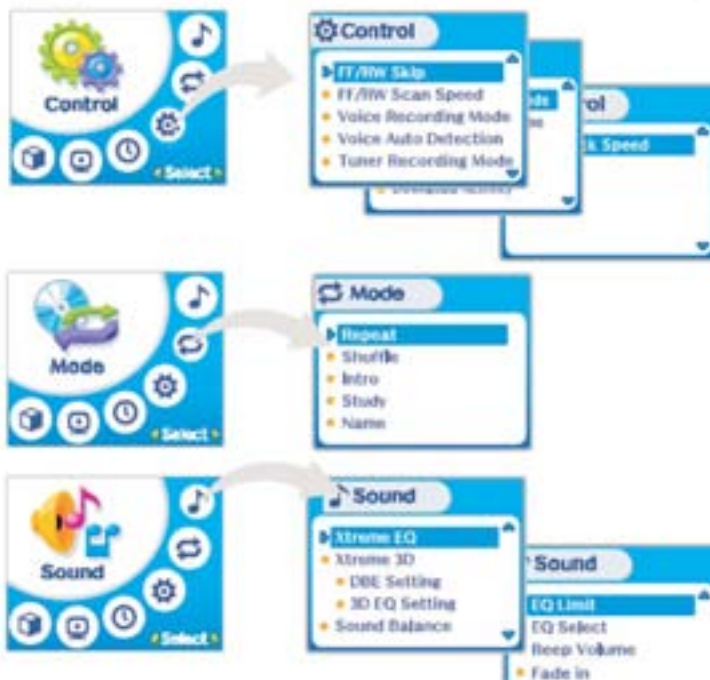 Control
Select
Control
FF/RW Skip
FF/RW Scan Speed
Voice Recording Mode
Voice Auto Detection
Tuner Recording Mode
rol
k Speed
Mode
Select
Mode
Repeat
Shuffle
Intro
Study
Name
Sound
Select
Sound
Xtreme EQ
Xtreme 3D
DBE Setting
3D EQ Setting
Sound Balance
Sound
EQ Limit
EQ Select
Beep Volume
Fade in